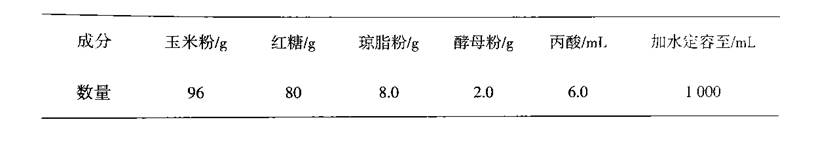 成分 玉米粉/g 红糖/g 琼脂粉/g 酵母粉/g 丙酸/mL 加水定容至/mL
数量 96 80 8.0 2.0 6.0 1 000